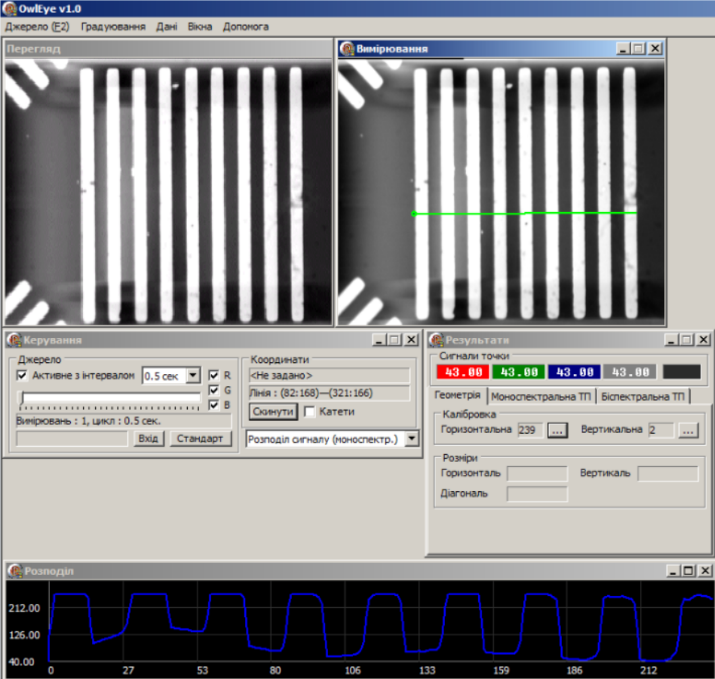 OwlEye v1.0
Джерело (F2) Градуювання Дані Вікна Допомога
Перегляд
Вимірювання
Керування
Джерело
Активне з інтервалом 0.5 сек R
G
B
Вимірювань : 1, цикл : 0.5 сек.
Вхід Стандарт
Координати
<Не задано>
Лінія : (82:168)—(321:166)
Скинути Катети
Розподіл сигналу (моноспектр.)
Результати
Сигнали точки
43.00 43.00 43.00 43.00
Геометрія Моноспектральна ТП Біспектральна ТП
Калібровка
Горизонтальна 239 ... Вертикальна 2 ...
Розміри
Горизонталь Вертикаль
Діагональ
Розподіл
212.00
126.00
40.00
0 27 53 80 106 133 159 186 212